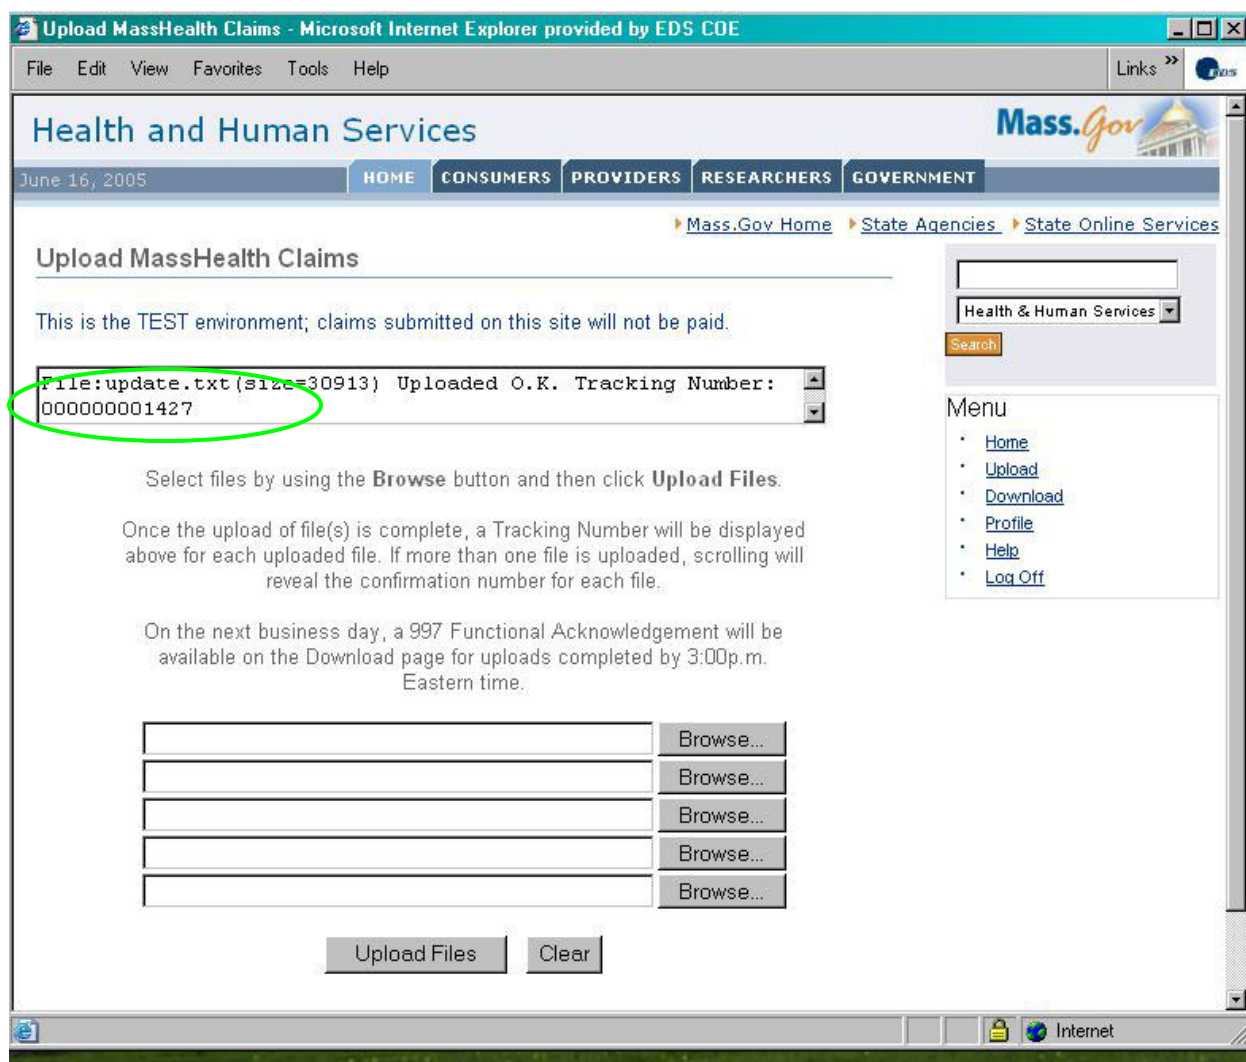 Upload MassHealth Claims - Microsoft Internet Explorer provided by EDS COE
File Edit View Favorites Tools Help Links »
EDS
Health and Human Services
Mass.Gov
June 16, 2005
HOME CONSUMERS PROVIDERS RESEARCHERS GOVERNMENT
Mass.Gov Home State Agencies State Online Services
Upload MassHealth Claims
This is the TEST environment; claims submitted on this site will not be paid.
Health & Human Services
Search
File:update.txt(size=30913) Uploaded O.K. Tracking Number:
000000001427
Select files by using the Browse button and then click Upload Files.
Once the upload of file(s) is complete, a Tracking Number will be displayed
above for each uploaded file. If more than one file is uploaded, scrolling will
reveal the confirmation number for each file.
On the next business day, a 997 Functional Acknowledgement will be
available on the Download page for uploads completed by 3:00p.m.
Eastern time.
Menu
Home
Upload
Download
Profile
Help
Log Off
Browse...
Browse...
Browse...
Browse...
Browse...
Upload Files Clear
Internet